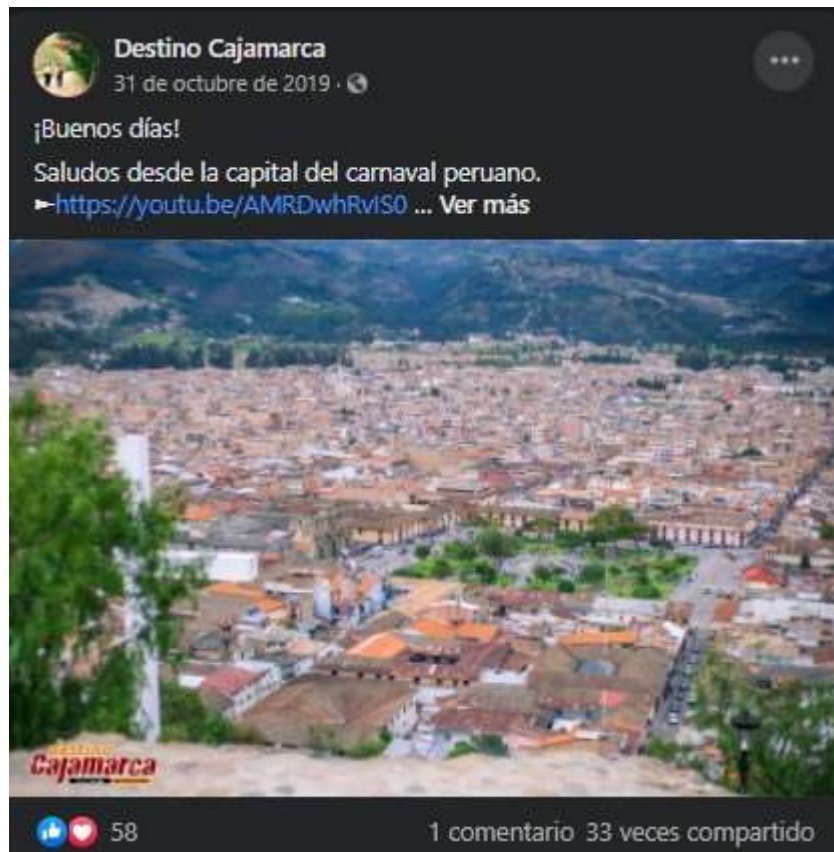 Destino Cajamarca
31 de octubre de 2019 ·
¡Buenos días!
Saludos desde la capital del carnaval peruano.
►https://youtu.be/AMRDwhRvIS0 ... Ver más
DESTINO
Cajamarca
58
1 comentario 33 veces compartido